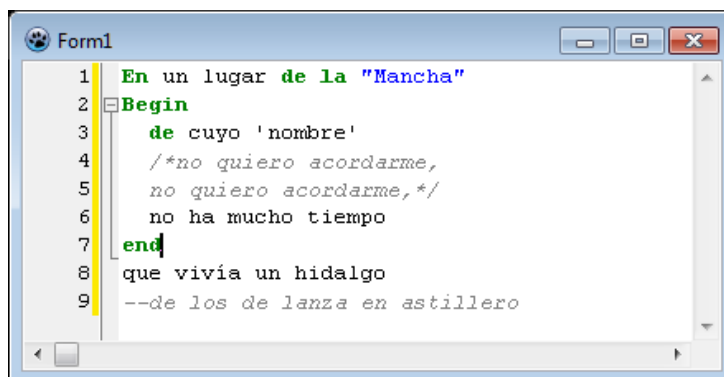 Form1
1 En un lugar de la "Mancha"
2 Begin
3 de cuyo 'nombre'
4 /*no quiero acordarme,
5 no quiero acordarme,*/
6 no ha mucho tiempo
7 end
8 que vivía un hidalgo
9 --de los de lanza en astillero